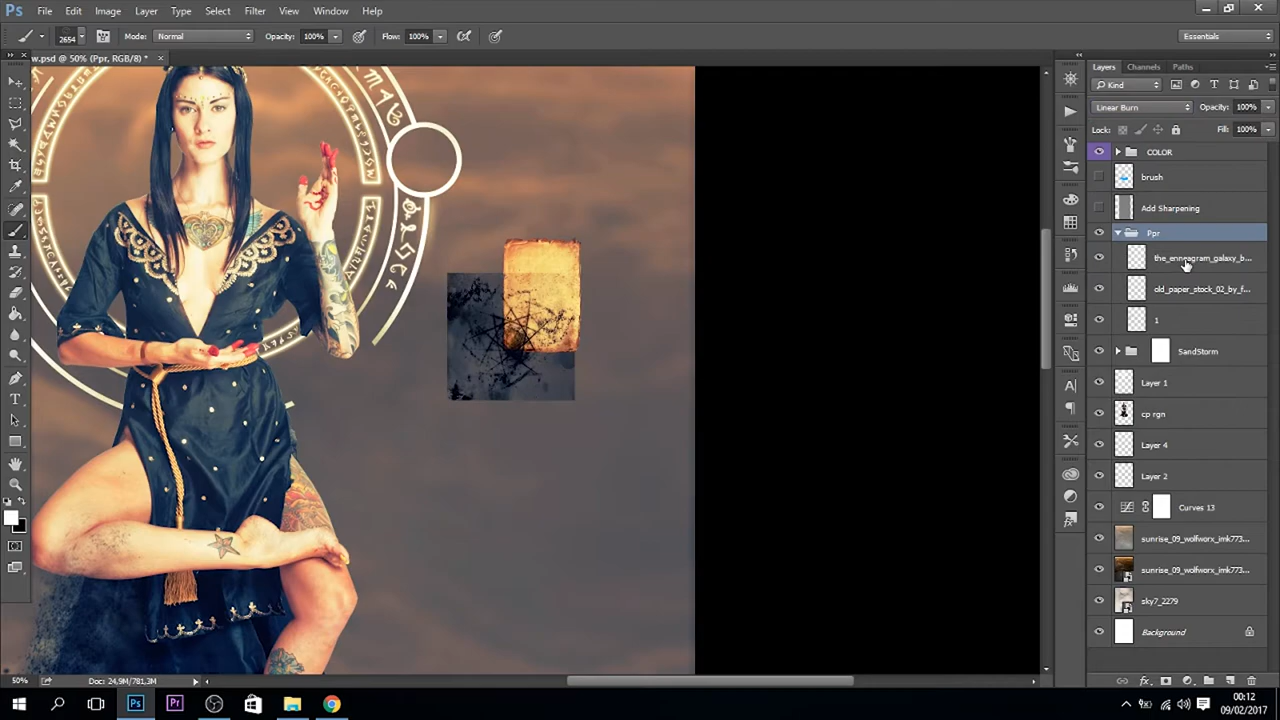 Ps File Edit Image Layer Type Select Filter View Window Help
2654 Mode: Normal Opacity: 100% Flow: 100% Essentials
w.psd @ 50% (Ppr, RGB/8) *
Layers Channels Paths
Kind
Linear Burn Opacity: 100%
Lock: Fill: 100%
COLOR
brush
Add Sharpening
Ppr
the_enneagram_galaxy_b...
old_paper_stock_02_by_f...
1
SandStorm
Layer 1
cp rgn
Layer 4
Layer 2
Curves 13
sunrise_09_wolfworx_imk773...
sunrise_09_wolfworx_imk773...
sky7_2279
Background
50% Doc: 24,9M/781,3M
Ps Pr
00:12
09/02/2017